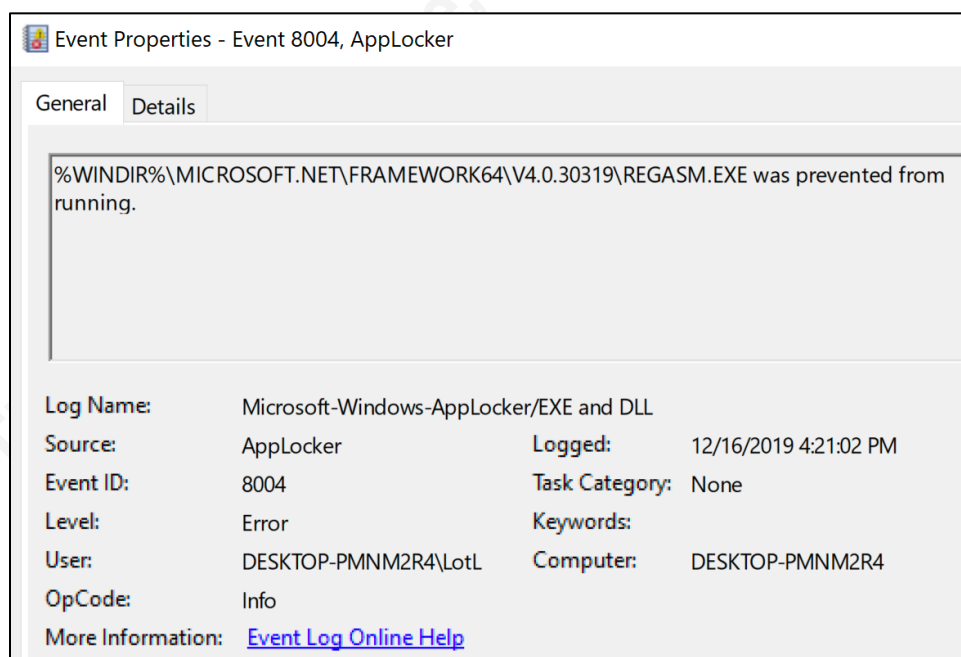 Event Properties - Event 8004, AppLocker
General Details
%WINDIR%\MICROSOFT.NET\FRAMEWORK64\V4.0.30319\REGASM.EXE was prevented from
running.
Log Name: Microsoft-Windows-AppLocker/EXE and DLL
Source: AppLocker Logged: 12/16/2019 4:21:02 PM
Event ID: 8004 Task Category: None
Level: Error Keywords:
User: DESKTOP-PMNM2R4\LotL Computer: DESKTOP-PMNM2R4
OpCode: Info
More Information: Event Log Online Help